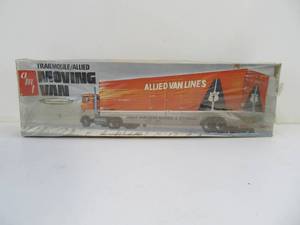 amt
TRAILMOBILE/ALLIED
MOVING
VAN
ALLIED VAN LINES